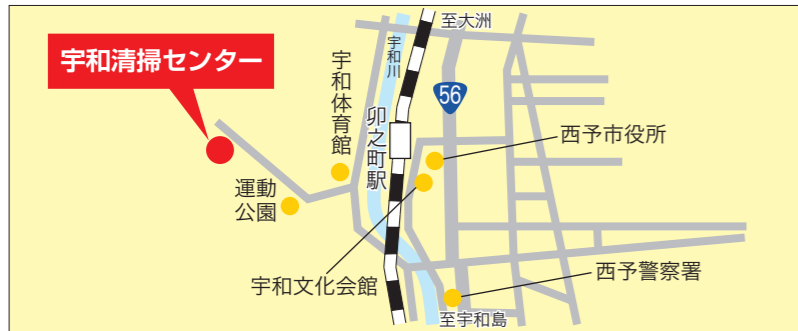 至大洲
宇和清掃センター
宇和川
宇和体育館
56
卯之町駅
西予市役所
運動
公園
宇和文化会館
西予警察署
至宇和島